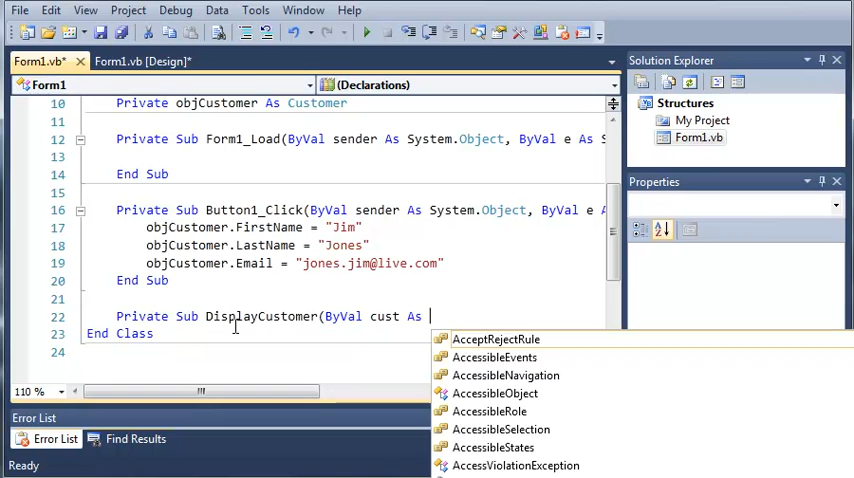 File Edit View Project Debug Data Tools Window Help
Form1.vb* Form1.vb [Design]*
Form1 (Declarations)
10 Private objCustomer As Customer
11
12 Private Sub Form1_Load(ByVal sender As System.Object, ByVal e As S
13
14 End Sub
15
16 Private Sub Button1_Click(ByVal sender As System.Object, ByVal e A
17 objCustomer.FirstName = "Jim"
18 objCustomer.LastName = "Jones"
19 objCustomer.Email = "jones.jim@live.com"
20 End Sub
21
22 Private Sub DisplayCustomer(ByVal cust As
23 End Class
24
AcceptRejectRule
AccessibleEvents
AccessibleNavigation
AccessibleObject
AccessibleRole
AccessibleSelection
AccessibleStates
AccessViolationException
110 %
Error List
Error List Find Results
Ready
Solution Explorer
Structures
My Project
Form1.vb
Properties